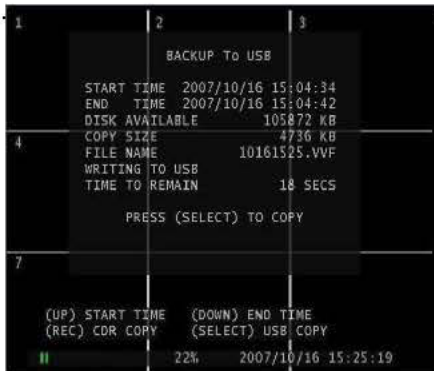 1 2 3
BACKUP To USB
START TIME 2007/10/16 15:04:34
END TIME 2007/10/16 15:04:42
DISK AVAILABLE 105872 KB
COPY SIZE 4736 KB
4
FILE NAME 10161525.VVF
WRITING TO USB
TIME TO REMAIN 18 SECS
PRESS (SELECT) TO COPY
7
(UP) START TIME (DOWN) END TIME
(REC) CDR COPY (SELECT) USB COPY
22% 2007/10/16 15:25:19